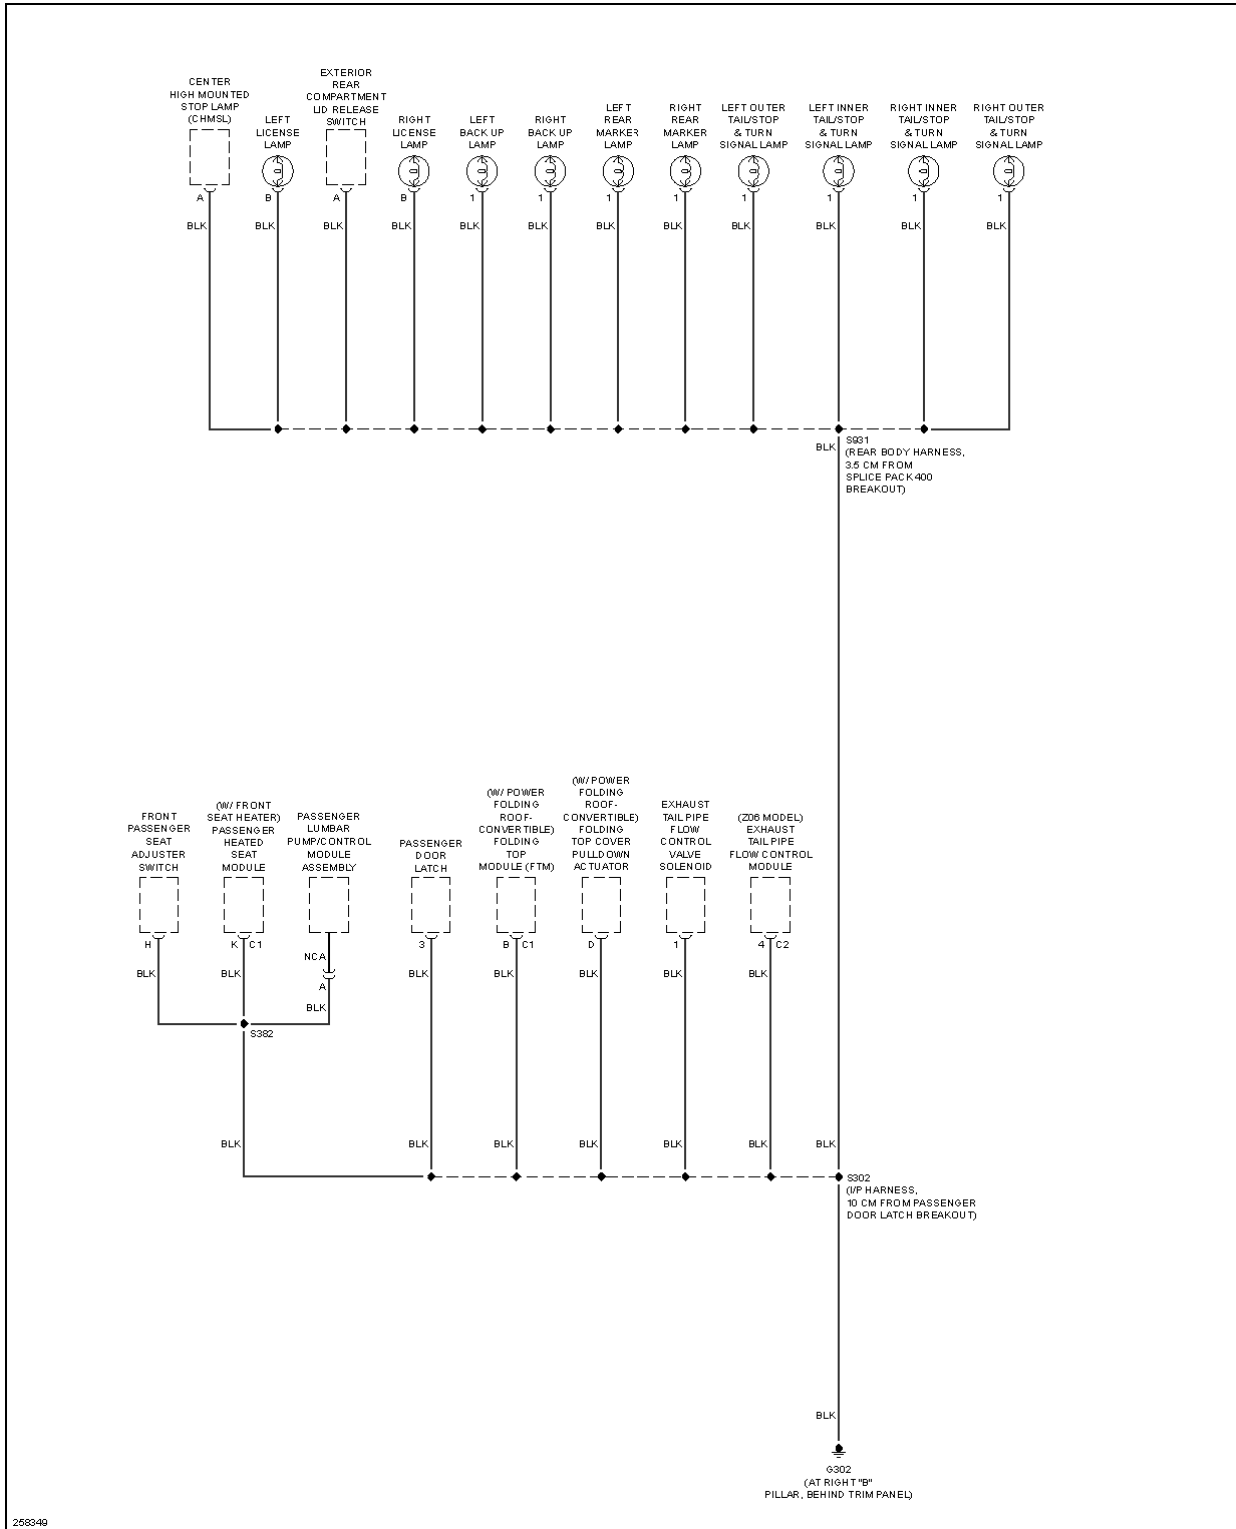 CENTER
HIGH MOUNTED
STOP LAMP
(CHMSL)
LEFT
LICENSE
LAMP
EXTERIOR
REAR
COMPARTMENT
LID RELEASE
SWITCH
RIGHT
LICENSE
LAMP
LEFT
BACK UP
LAMP
RIGHT
BACK UP
LAMP
LEFT
REAR
MARKER
LAMP
RIGHT
REAR
MARKER
LAMP
LEFT OUTER
TAIL/STOP
& TURN
SIGNAL LAMP
LEFT INNER
TAIL/STOP
& TURN
SIGNAL LAMP
RIGHT INNER
TAIL/STOP
& TURN
SIGNAL LAMP
RIGHT OUTER
TAIL/STOP
& TURN
SIGNAL LAMP
A B A B 1 1 1 1 1 1 1 1
BLK BLK BLK BLK BLK BLK BLK BLK BLK BLK BLK BLK
BLK
S931
(REAR BODY HARNESS,
3.5 CM FROM
SPLICE PACK 400
BREAKOUT)
FRONT
PASSENGER
SEAT
ADJUSTER
SWITCH
(W/ FRONT
SEAT HEATER)
PASSENGER
HEATED
SEAT
MODULE
PASSENGER
LUMBAR
PUMP/CONTROL
MODULE
ASSEMBLY
PASSENGER
DOOR
LATCH
(W/ POWER
FOLDING
ROOF-
CONVERTIBLE)
FOLDING
TOP
MODULE (FTM)
(W/ POWER
FOLDING
ROOF-
CONVERTIBLE)
FOLDING
TOP COVER
PULLDOWN
ACTUATOR
EXHAUST
TAIL PIPE
FLOW
CONTROL
VALVE
SOLENOID
(Z06 MODEL)
EXHAUST
TAIL PIPE
FLOW CONTROL
MODULE
H K C1 3 B C1 D 1 4 C2
NCA
BLK BLK BLK BLK BLK BLK BLK
A
BLK
S382
BLK BLK BLK BLK BLK BLK BLK
S302
(I/P HARNESS,
10 CM FROM PASSENGER
DOOR LATCH BREAKOUT)
BLK
G302
(AT RIGHT "B"
PILLAR, BEHIND TRIM PANEL)
258349